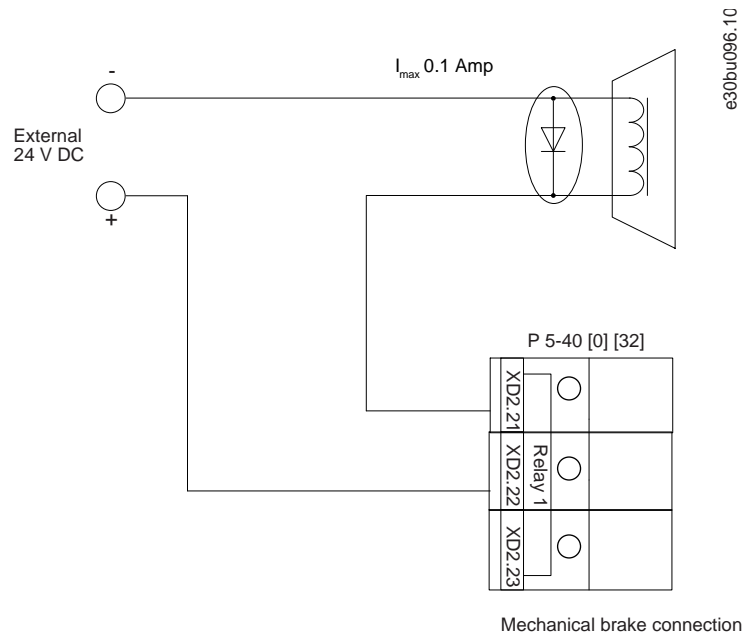 e30bu096.10
-
I_max 0.1 Amp
External
24 V DC
+
P 5-40 [0] [32]
XD2.21
XD2.22
XD2.23
Relay 1
Mechanical brake connection